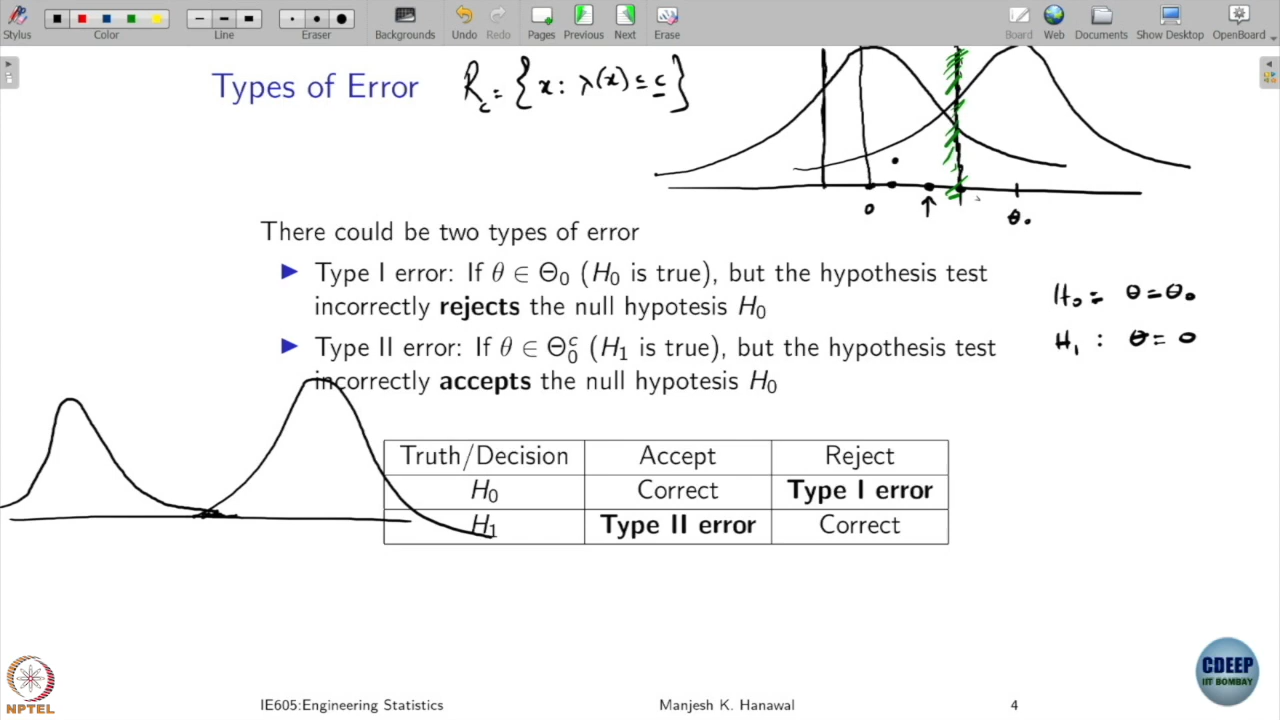 Stylus
Color
Line
Eraser
Backgrounds
Undo
Redo
Pages
Previous
Next
Erase
Board
Web
Documents
Show Desktop
OpenBoard
Types of Error
R_c = { x : λ(x) ≤ c }
0
θ₀
There could be two types of error
▶ Type I error: If θ ∈ Θ₀ (H₀ is true), but the hypothesis test
incorrectly rejects the null hypotesis H₀
H₀ = θ = θ₀
▶ Type II error: If θ ∈ Θ₀ᶜ (H₁ is true), but the hypothesis test
incorrectly accepts the null hypotesis H₀
H₁ : θ = 0
Truth/Decision Accept Reject
H₀ Correct Type I error
H₁ Type II error Correct
NPTEL
IE605:Engineering Statistics
Manjesh K. Hanawal
4
CDEEP
IIT BOMBAY